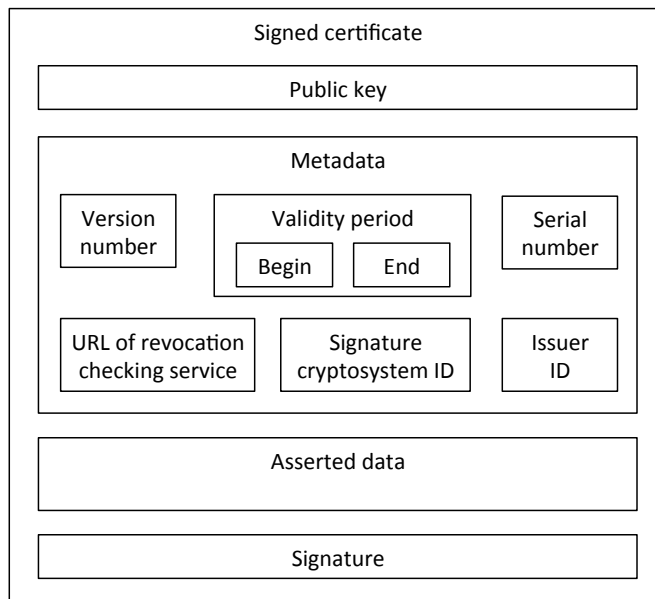 Signed certificate
Public key
Metadada
Version
number
Validity period
Begin
End
Serial
number
URL of revocation
checking service
Signature
cryptosystem ID
Issuer
ID
Asserted data
Signature